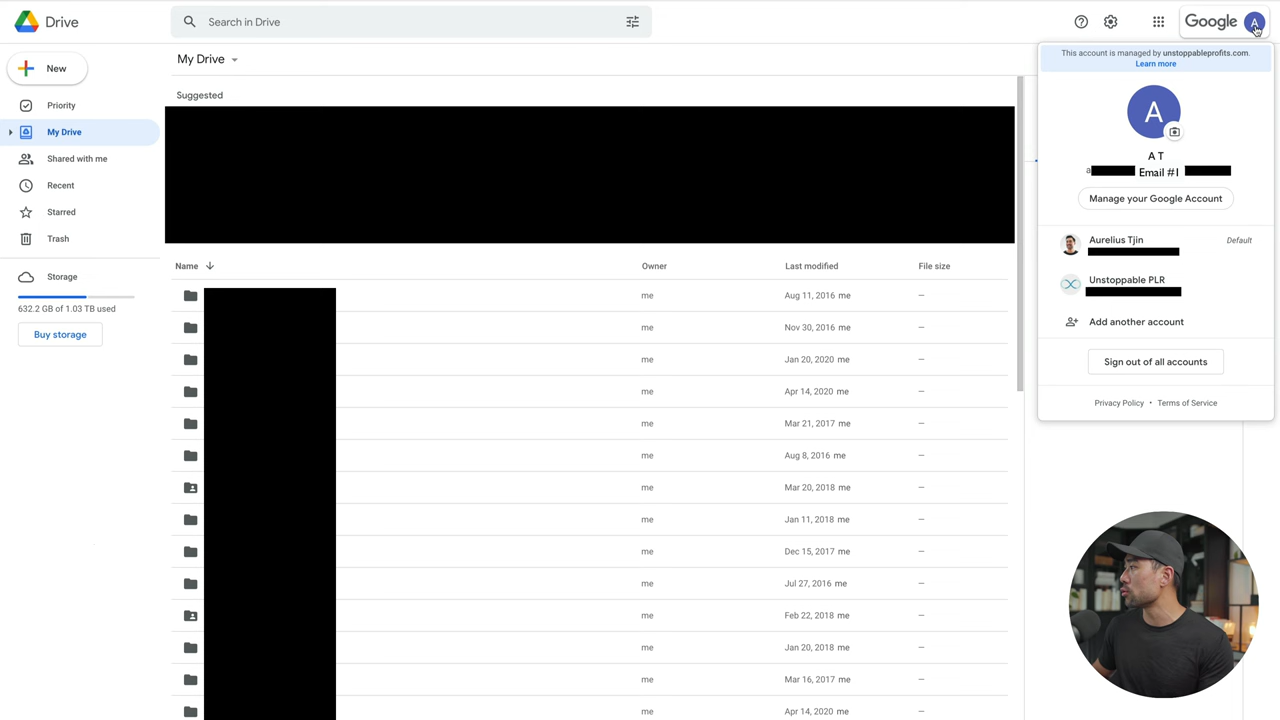 Drive
Search in Drive
Google
A
New
Priority
My Drive
Shared with me
Recent
Starred
Trash
Storage
632.2 GB of 1.03 TB used
Buy storage
My Drive
Suggested
Name Owner Last modified File size
me Aug 11, 2016 me –
me Nov 30, 2016 me –
me Jan 20, 2020 me –
me Apr 14, 2020 me –
me Mar 21, 2017 me –
me Aug 8, 2016 me –
me Mar 20, 2018 me –
me Jan 11, 2018 me –
me Dec 15, 2017 me –
me Jul 27, 2016 me –
me Feb 22, 2018 me –
me Jan 20, 2018 me –
me Mar 16, 2017 me –
me Apr 14, 2020 me –
This account is managed by unstoppableprofits.com.
Learn more
A
A T
a Email #1
Manage your Google Account
Aurelius Tjin Default
Unstoppable PLR
Add another account
Sign out of all accounts
Privacy Policy • Terms of Service